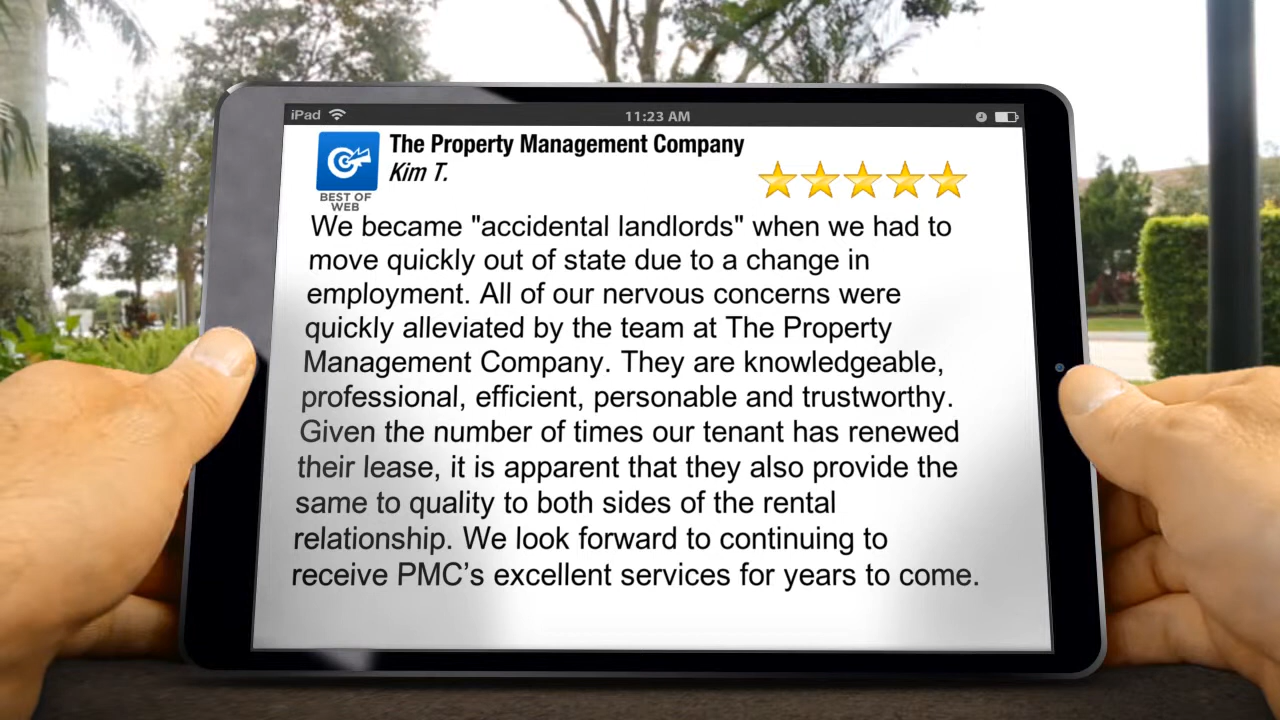 iPad 11:23 AM
The Property Management Company
Kim T.
BEST OF
WEB
We became "accidental landlords" when we had to
move quickly out of state due to a change in
employment. All of our nervous concerns were
quickly alleviated by the team at The Property
Management Company. They are knowledgeable,
professional, efficient, personable and trustworthy.
Given the number of times our tenant has renewed
their lease, it is apparent that they also provide the
same to quality to both sides of the rental
relationship. We look forward to continuing to
receive PMC’s excellent services for years to come.